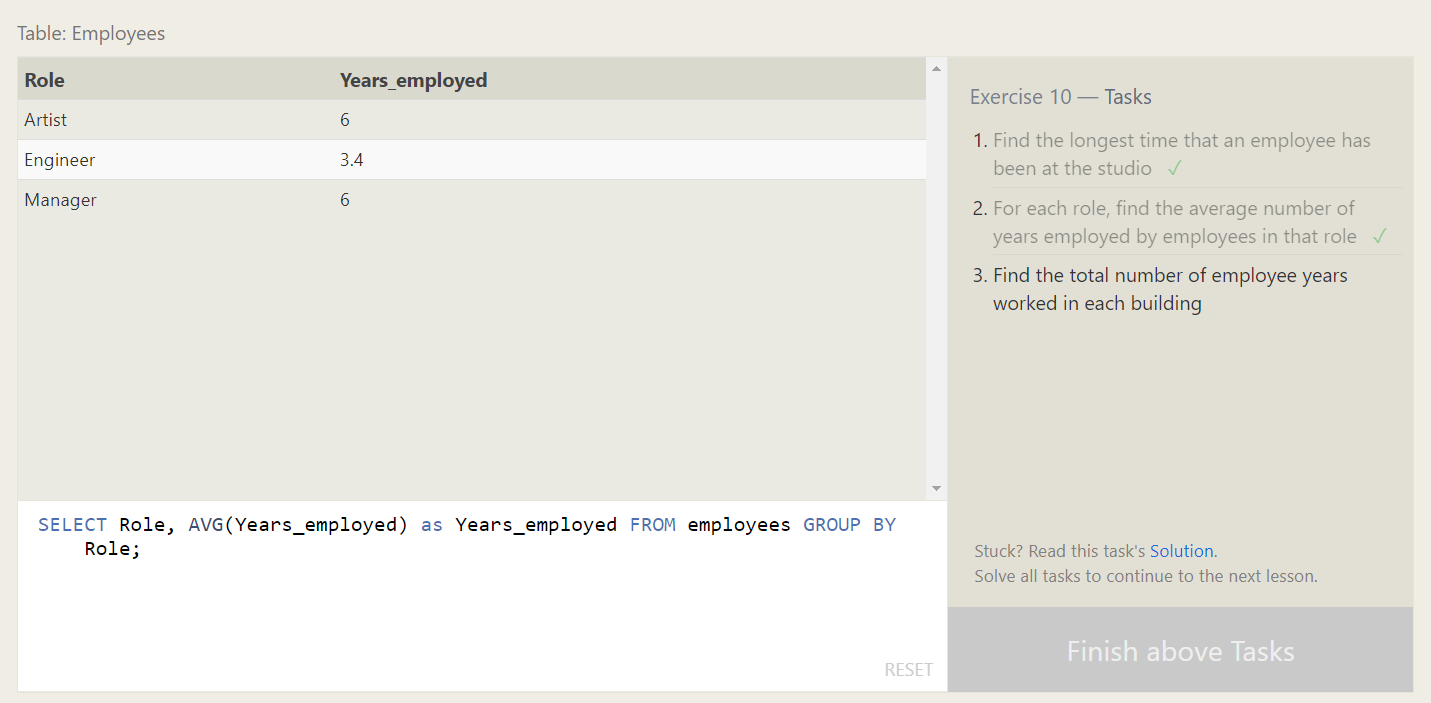 Table: Employees
Role Years_employed
Artist 6
Engineer 3.4
Manager 6
SELECT Role, AVG(Years_employed) as Years_employed FROM employees GROUP BY
Role;
RESET
Exercise 10 — Tasks
1. Find the longest time that an employee has
been at the studio ✓
2. For each role, find the average number of
years employed by employees in that role ✓
3. Find the total number of employee years
worked in each building
Stuck? Read this task's Solution.
Solve all tasks to continue to the next lesson.
Finish above Tasks